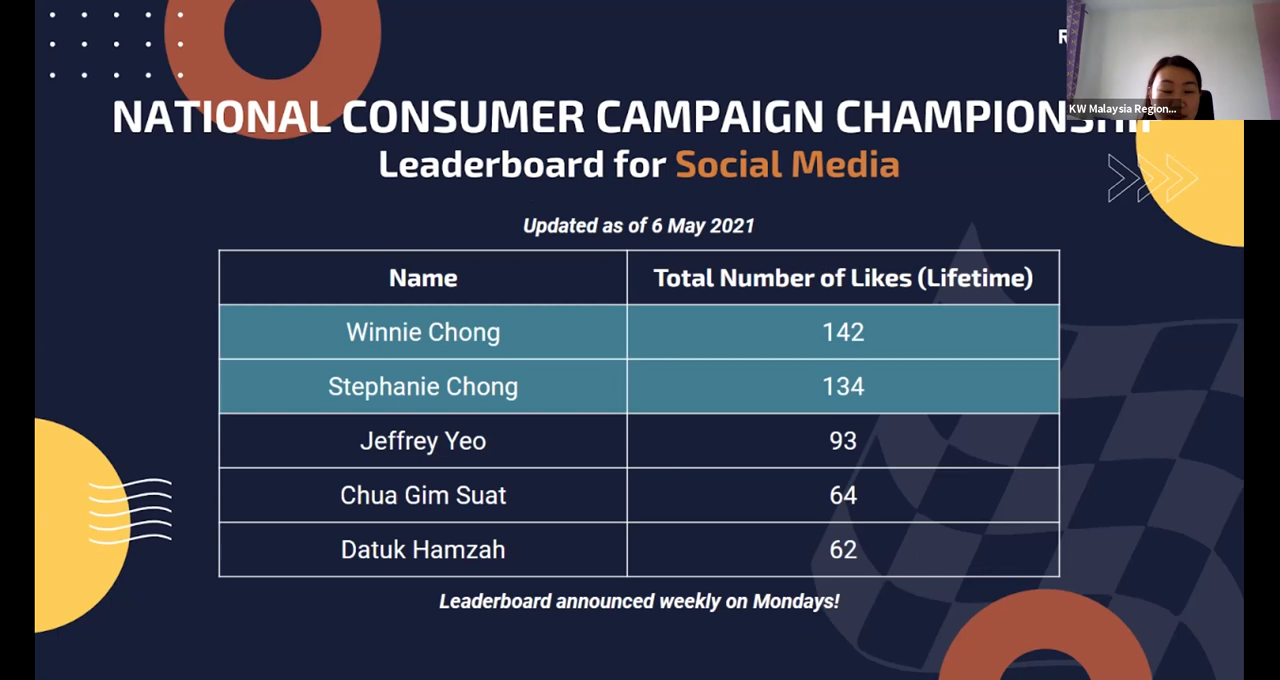 NATIONAL CONSUMER CAMPAIGN
Leaderboard for Social Media
Updated as of 6 May 2021
Name Total Number of Likes (Lifetime)
Winnie Chong 142
Stephanie Chong 134
Jeffrey Yeo 93
Chua Gim Suat 64
Datuk Hamzah 62
Leaderboard announced weekly on Mondays!
KW Malaysia Region...